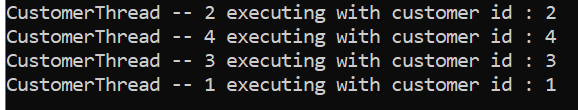 CustomerThread -- 2 executing with customer id : 2
CustomerThread -- 4 executing with customer id : 4
CustomerThread -- 3 executing with customer id : 3
CustomerThread -- 1 executing with customer id : 1